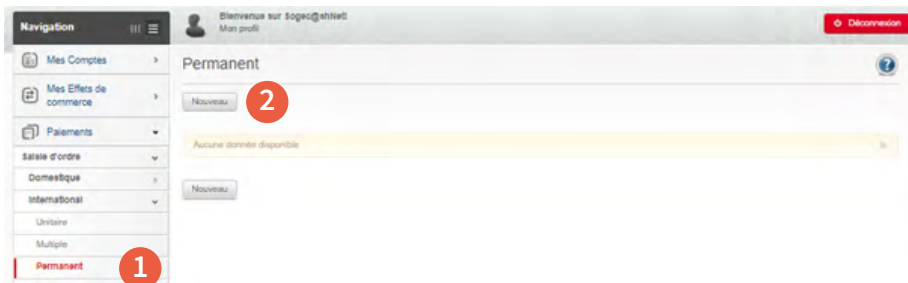 Navigation
Bienvenue sur Sogec@shNet!
Mon profil
Déconnexion
Mes Comptes
Permanent
Mes Effets de
commerce
Nouveau
2
Paiements
Aucune donnée disponible
Saisie d'ordre
Domestique
Nouveau
International
Unitaire
Multiple
Permanent
1